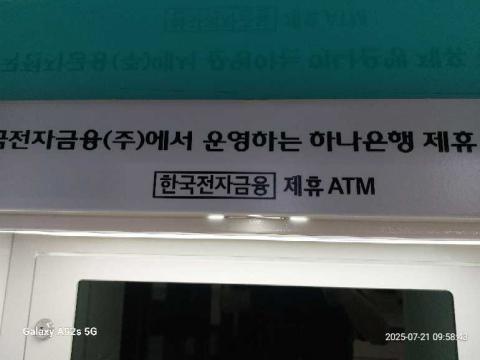 국전자금융(주)에서 운영하는 하나은행 제휴
한국전자금융 제휴 ATM
Galaxy A52s 5G
2025-07-21 09:58:43